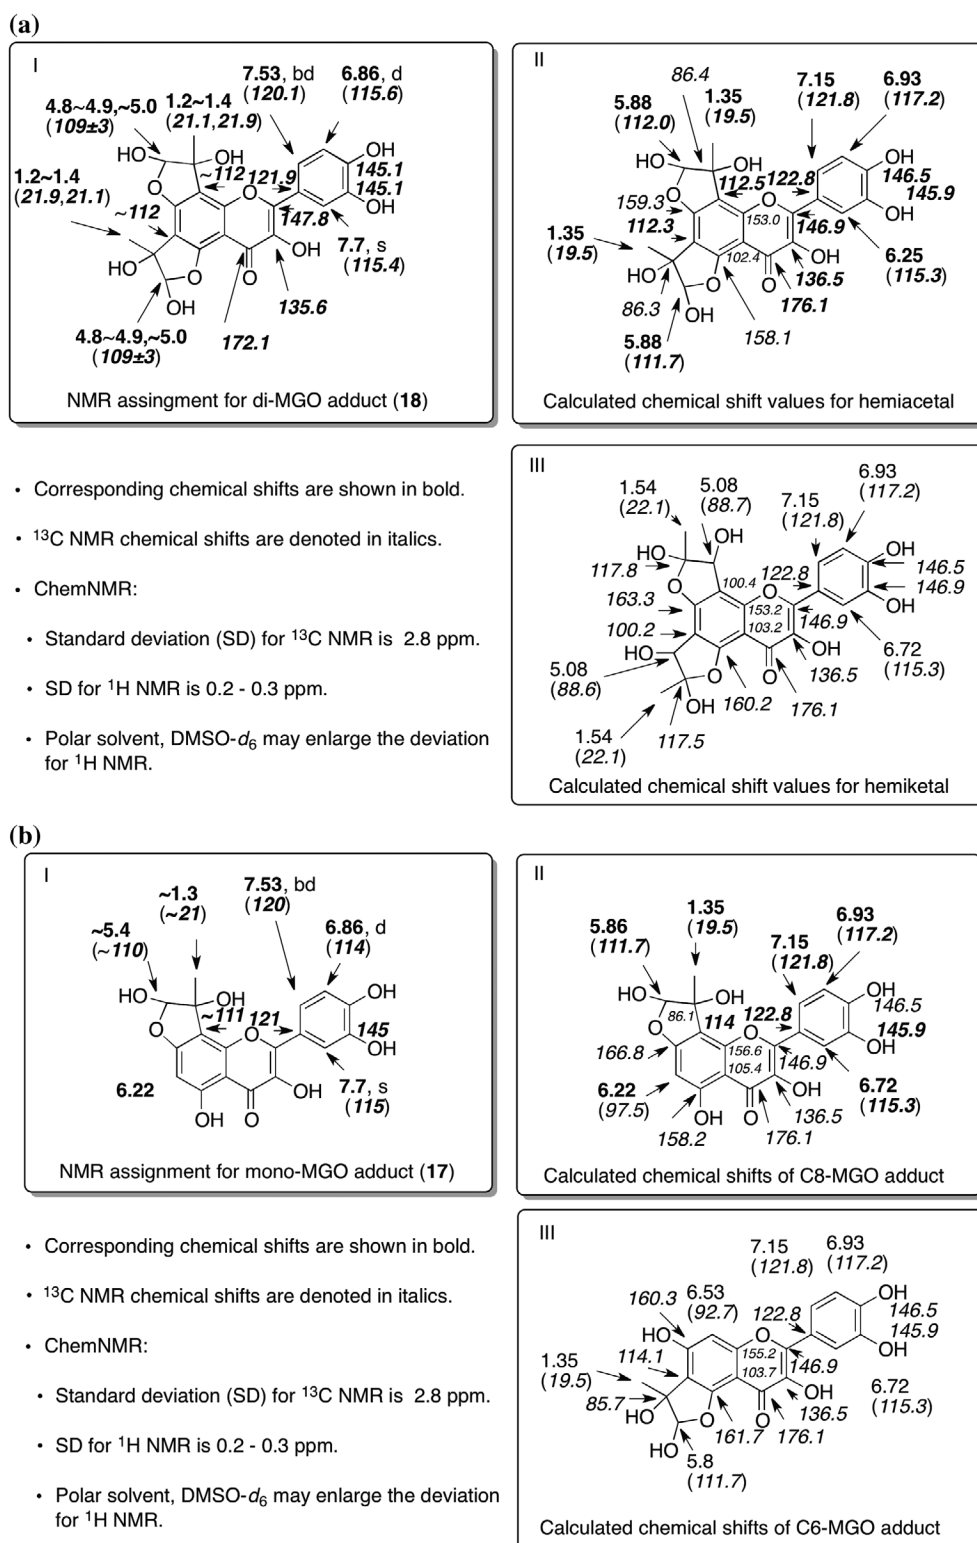 (a)
I
7.53, bd
(120.1)
6.86, d
(115.6)
4.8~4.9,~5.0
(109±3)
1.2~1.4
(21.1,21.9)
HO
OH
~112
121.9
OH
145.1
145.1
OH
1.2~1.4
(21.9,21.1)
O
O
~112
147.8
OH
7.7, s
(115.4)
HO
O
O
OH
135.6
4.8~4.9,~5.0
(109±3)
172.1
NMR assingment for di-MGO adduct (18)
II
86.4
7.15
(121.8)
6.93
(117.2)
5.88
(112.0)
1.35
(19.5)
HO
OH
112.5
122.8
OH
146.5
145.9
OH
159.3
O
O
153.0
146.9
112.3
1.35
(19.5)
102.4
OH
6.25
(115.3)
HO
O
O
136.5
86.3
OH
176.1
158.1
5.88
(111.7)
Calculated chemical shift values for hemiacetal
• Corresponding chemical shifts are shown in bold.
• 13C NMR chemical shifts are denoted in italics.
• ChemNMR:
• Standard deviation (SD) for 13C NMR is 2.8 ppm.
• SD for 1H NMR is 0.2 - 0.3 ppm.
• Polar solvent, DMSO-d6 may enlarge the deviation
for 1H NMR.
III
1.54
(22.1)
5.08
(88.7)
6.93
(117.2)
7.15
(121.8)
OH
HO
OH
117.8
100.4
122.8
146.5
146.9
O
O
OH
163.3
153.2
146.9
100.2
103.2
OH
6.72
(115.3)
HO
5.08
(88.6)
O
O
136.5
OH
160.2
176.1
1.54
(22.1)
117.5
Calculated chemical shift values for hemiketal
(b)
I
~1.3
(~21)
7.53, bd
(120)
6.86, d
(114)
~5.4
(~110)
HO
OH
~111
121
OH
145
OH
O
O
6.22
OH
7.7, s
(115)
OH
O
NMR assignment for mono-MGO adduct (17)
II
5.86
(111.7)
1.35
(19.5)
6.93
(117.2)
7.15
(121.8)
HO
OH
86.1
114
122.8
OH
146.5
145.9
OH
O
O
156.6
166.8
105.4
146.9
6.22
(97.5)
OH
6.72
(115.3)
OH
O
136.5
158.2
176.1
Calculated chemical shifts of C8-MGO adduct
• Corresponding chemical shifts are shown in bold.
• 13C NMR chemical shifts are denoted in italics.
• ChemNMR:
• Standard deviation (SD) for 13C NMR is 2.8 ppm.
• SD for 1H NMR is 0.2 - 0.3 ppm.
• Polar solvent, DMSO-d6 may enlarge the deviation
for 1H NMR.
III
7.15
(121.8)
6.93
(117.2)
160.3
6.53
(92.7)
122.8
OH
146.5
145.9
OH
HO
O
155.2
1.35
(19.5)
114.1
103.7
146.9
OH
6.72
(115.3)
85.7
HO
O
O
136.5
HO
161.7
176.1
5.8
(111.7)
Calculated chemical shifts of C6-MGO adduct